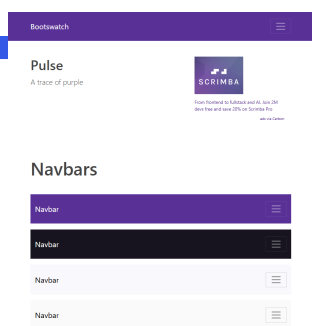 Bootswatch
Pulse
A trace of purple
SCRIMBA
From frontend to fullstack and AI. Join 2M
devs free and save 20% on Scrimba Pro
ads via Carbon
Navbars
Navbar
Navbar
Navbar
Navbar